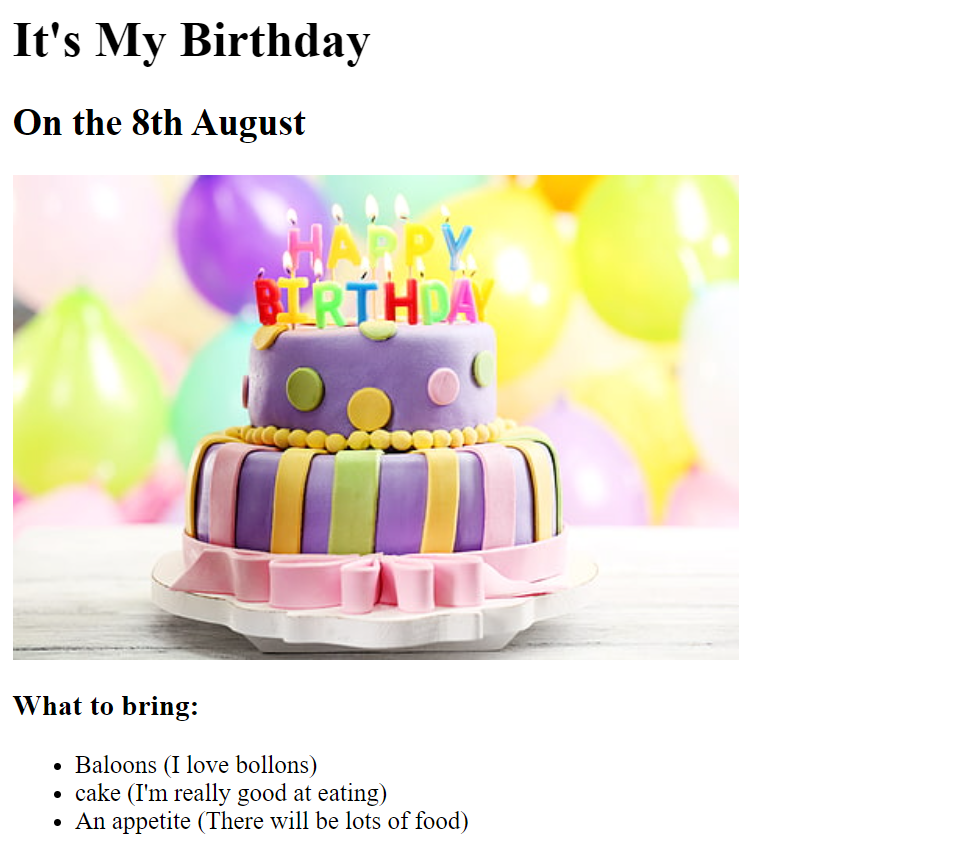 It's My Birthday
On the 8th August
HAPPY
BIRTHDAY
What to bring:
Baloons (I love bollons)
cake (I'm really good at eating)
An appetite (There will be lots of food)